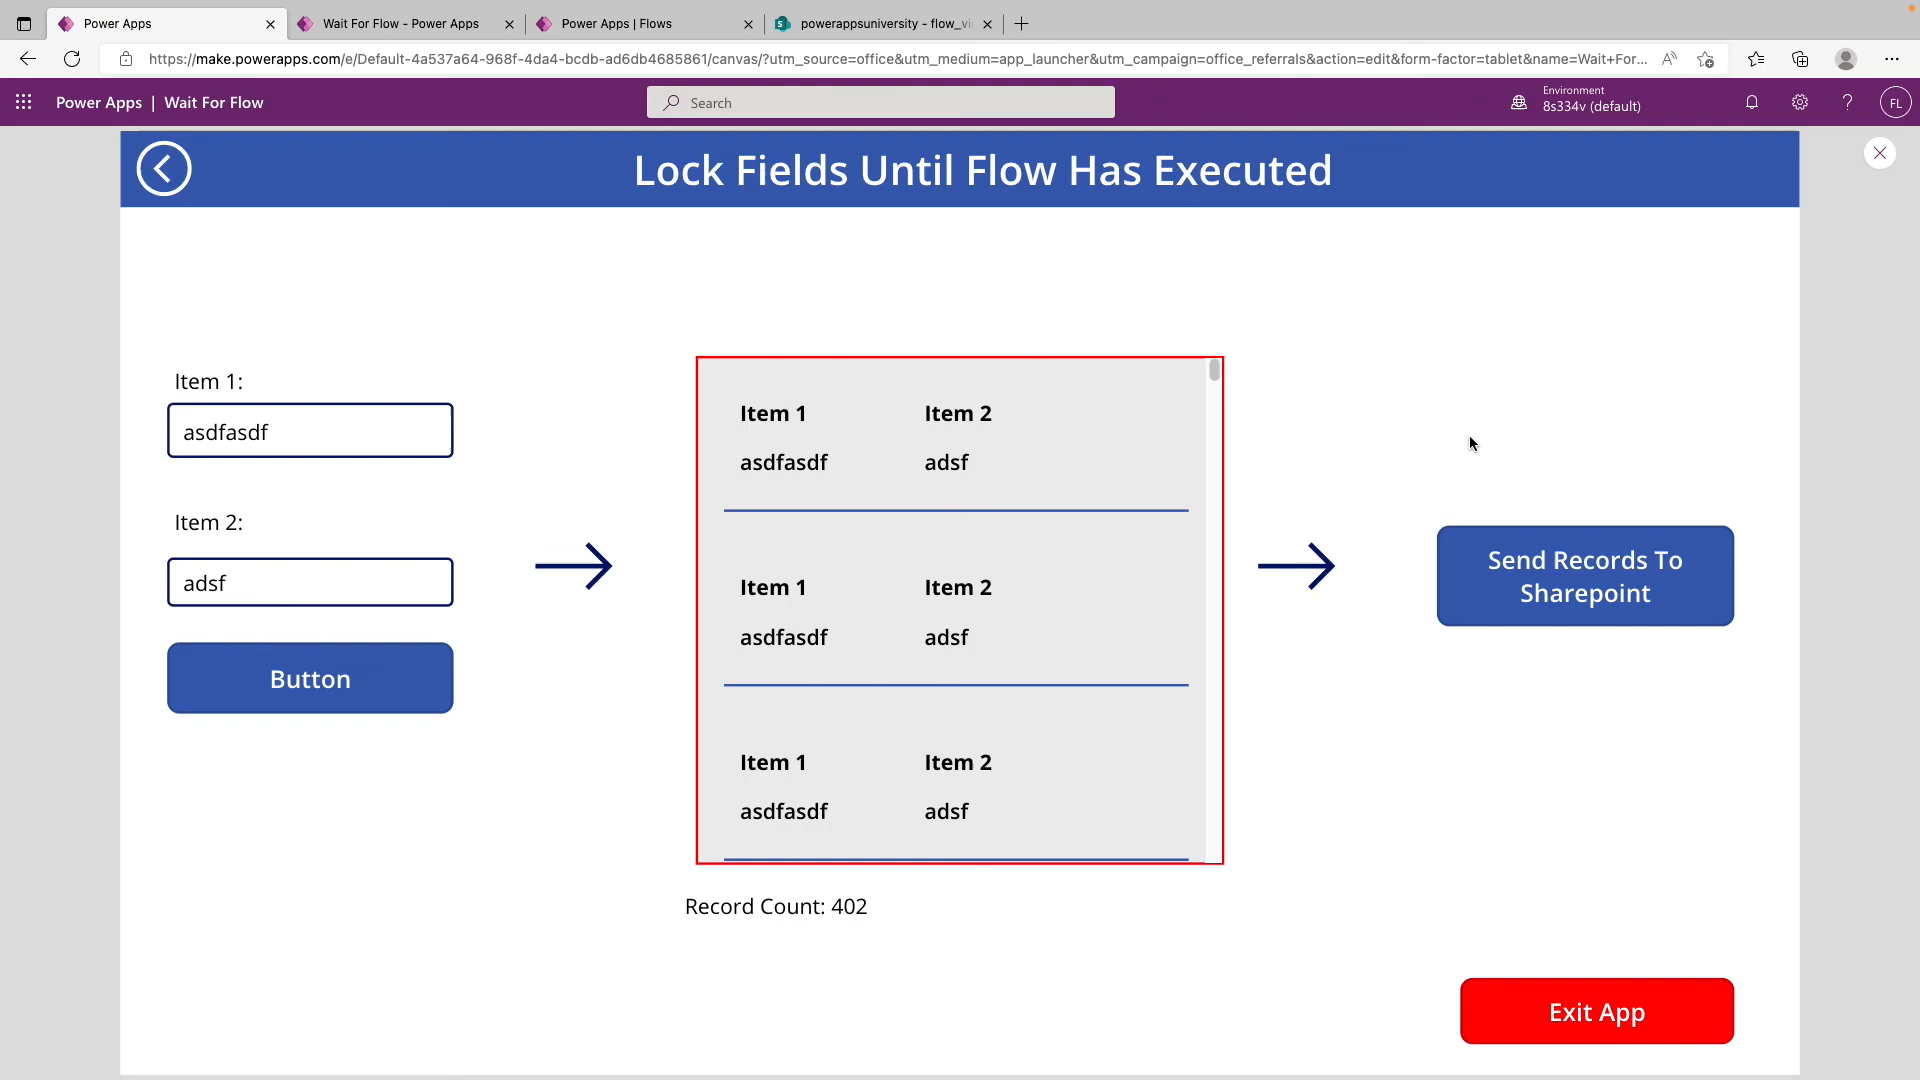 Power Apps
Wait For Flow - Power Apps
Power Apps | Flows
powerappsuniversity - flow_vi
https://make.powerapps.com/e/Default-4a537a64-968f-4da4-bcdb-ad6db4685861/canvas/?utm_source=office&utm_medium=app_launcher&utm_campaign=office_referrals&action=edit&form-factor=tablet&name=Wait+For...
Power Apps | Wait For Flow
Search
Environment
8s334v (default)
FL
Lock Fields Until Flow Has Executed
Item 1:
asdfasdf
Item 2:
adsf
Button
Item 1 Item 2
asdfasdf adsf
Item 1 Item 2
asdfasdf adsf
Item 1 Item 2
asdfasdf adsf
Record Count: 402
Send Records To
Sharepoint
Exit App